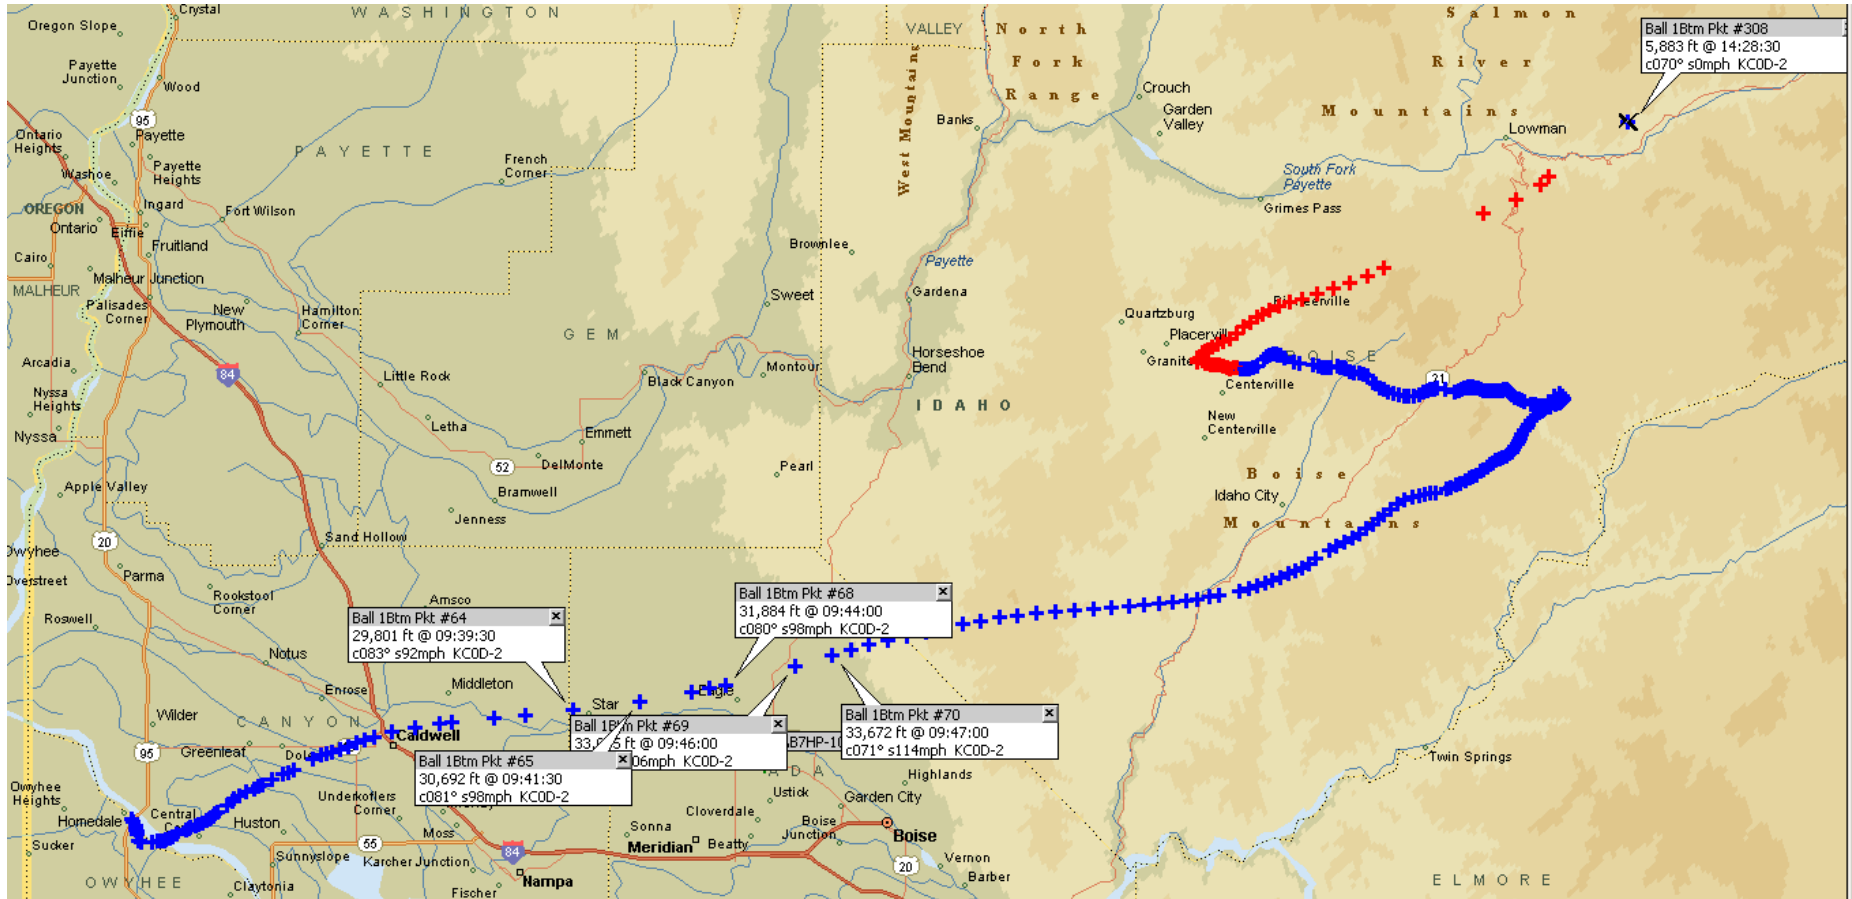 Crystal
WASHINGTON
Oregon Slope
VALLEY
North
Fork
Range
Salmon
River
Mountains
Ball 1Btm Pkt #308
5,883 ft @ 14:28:30
c070° s0mph KC0D-2
Payette
Junction
Wood
95
West Mountains
Crouch
Garden
Valley
Banks
Lowman
Ontario
Heights
Payette
PAYETTE
French
Corner
Payette
Heights
Washoe
South Fork
Payette
OREGON
Ingard
Fort Wilson
Grimes Pass
Ontario
Eiffie
Fruitland
Brownlee
Cairo
Payette
Malheur Junction
MALHEUR
Palisades
Corner
New
Plymouth
Hamilton
Corner
Sweet
Gardena
GEM
Quartzburg
Placerville
Granite
BOISE
Horseshoe
Bend
Arcadia
84
Little Rock
Black Canyon
Montour
21
Centerville
Nyssa
Heights
IDAHO
New
Centerville
Letha
Emmett
Nyssa
52
DelMonte
Pearl
Boise
Mountains
Apple Valley
Bramwell
Idaho City
Jenness
20
Sand Hollow
Owyhee
Overstreet
Parma
Rookstool
Corner
Amsco
Ball 1Btm Pkt #68
31,884 ft @ 09:44:00
c080° s98mph KC0D-2
Ball 1Btm Pkt #64
29,801 ft @ 09:39:30
c083° s92mph KC0D-2
Roswell
Notus
Enrose
Middleton
Star
Eagle
Wilder
CANYON
Caldwell
Ball 1Btm Pkt #69
09:46:00
KC0D-2
Ball 1Btm Pkt #70
33,672 ft @ 09:47:00
c071° s114mph KC0D-2
95
Greenleaf
Ball 1Btm Pkt #65
30,692 ft @ 09:41:30
c081° s98mph KC0D-2
ADA
Highlands
Twin Springs
Owyhee
Heights
Homedale
Central
Underkoflers
Corner
Ustick
Garden City
Cloverdale
Huston
Moss
Sonna
Boise
Junction
Boise
Sucker
55
Meridian
Beatty
Sunnyslope
Karcher Junction
84
20
Vernon
Barber
OWYHEE
Claytonia
Fischer
Nampa
ELMORE